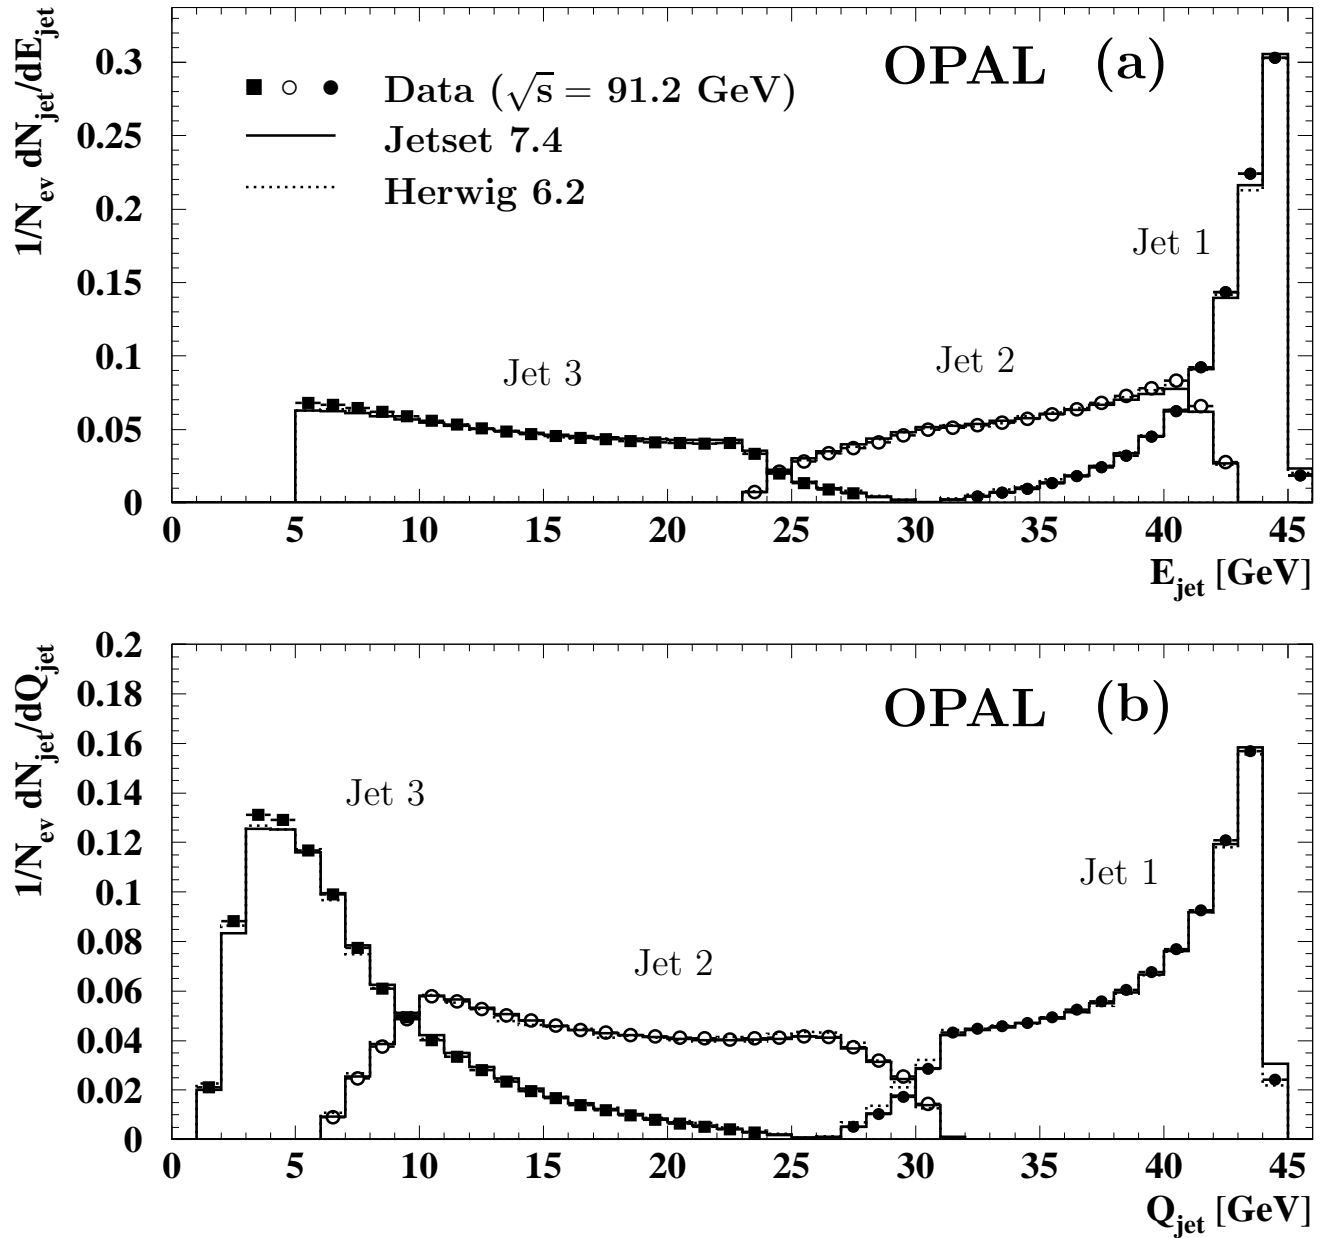 OPAL (a)
1/N_ev dN_jet/dE_jet
Data (√s = 91.2 GeV)
Jetset 7.4
Herwig 6.2
Jet 1
Jet 2
Jet 3
0.3
0.25
0.2
0.15
0.1
0.05
0
0 5 10 15 20 25 30 35 40 45
E_jet [GeV]
OPAL (b)
1/N_ev dN_jet/dQ_jet
Jet 3
Jet 1
Jet 2
0.2
0.18
0.16
0.14
0.12
0.1
0.08
0.06
0.04
0.02
0
0 5 10 15 20 25 30 35 40 45
Q_jet [GeV]